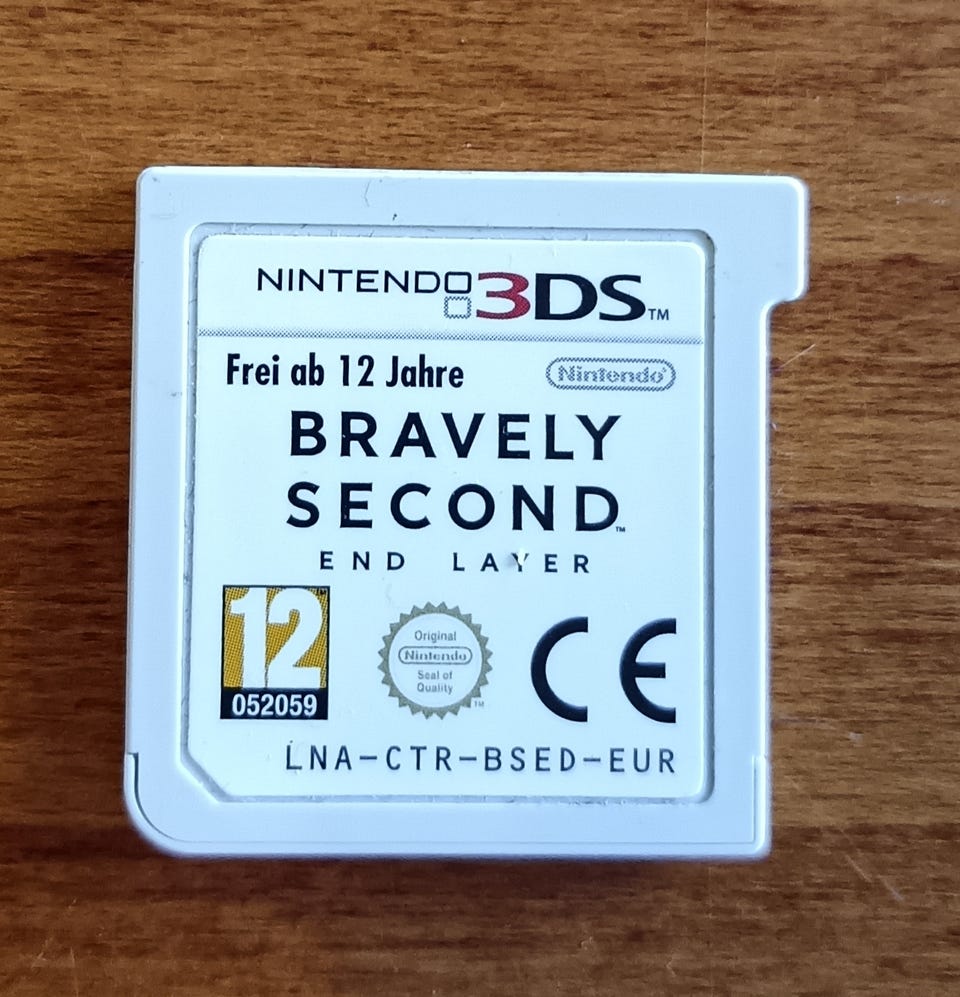 NINTENDO 3DS™
Frei ab 12 Jahre
Nintendo®
BRAVELY
SECOND™
END LAYER
12
052059
Original
Nintendo
Seal of
Quality
™
CE
LNA-CTR-BSED-EUR